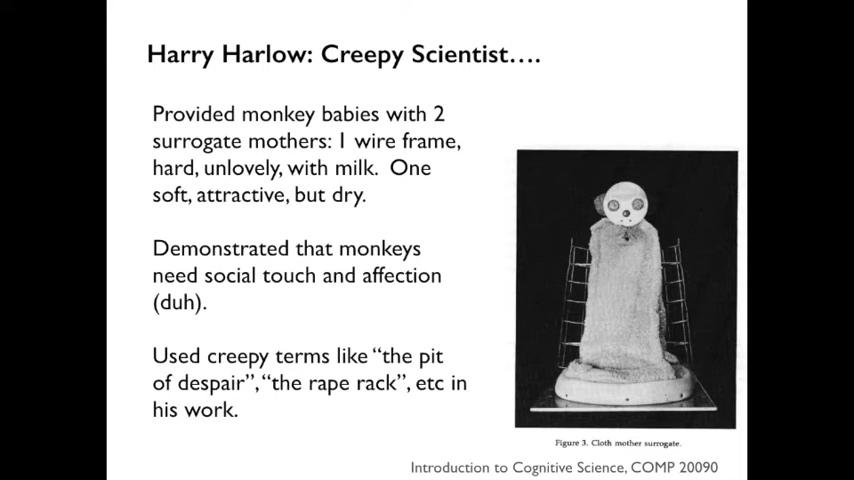 Harry Harlow: Creepy Scientist….
Provided monkey babies with 2
surrogate mothers: 1 wire frame,
hard, unlovely, with milk.  One
soft, attractive, but dry.
Demonstrated that monkeys
need social touch and affection
(duh).
Used creepy terms like “the pit
of despair”, “the rape rack”, etc in
his work.
Figure 3. Cloth mother surrogate.
Introduction to Cognitive Science, COMP 20090